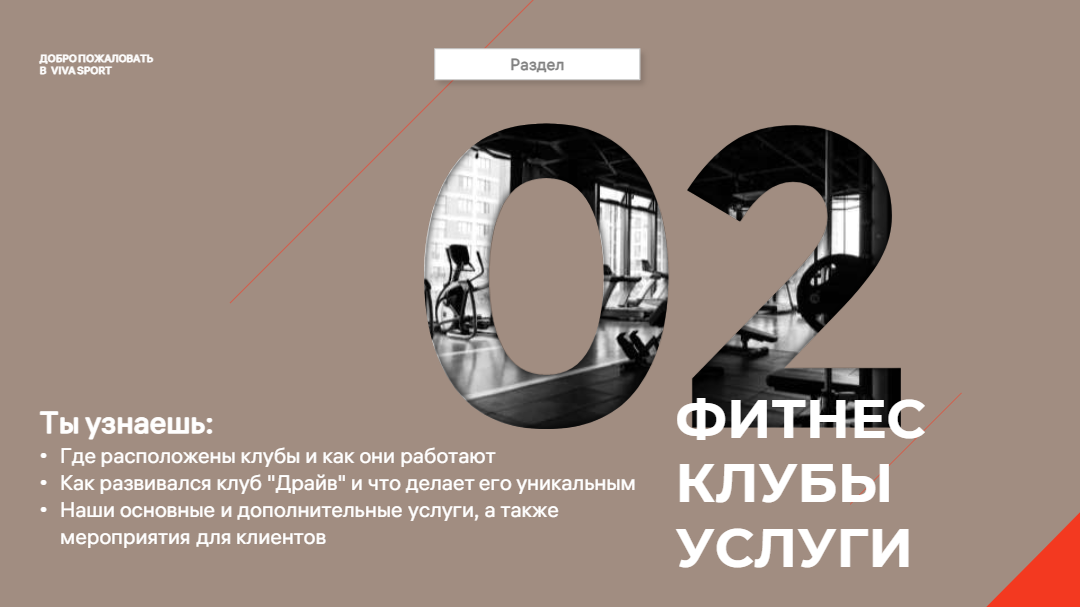 ДОБРО ПОЖАЛОВАТЬ
В VIVA SPORT
Раздел
02
ФИТНЕС
КЛУБЫ
УСЛУГИ
Ты узнаешь:
• Где расположены клубы и как они работают
• Как развивался клуб "Драйв" и что делает его уникальным
• Наши основные и дополнительные услуги, а также
мероприятия для клиентов